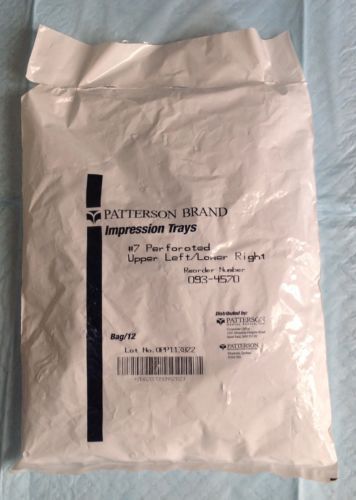 PATTERSON BRAND
Impression Trays
#7 Perforated
Upper Left/Lower Right
Reorder Number
093-4570
Bag/12
Distributed by:
PATTERSON
PATTERSON
Lot No.